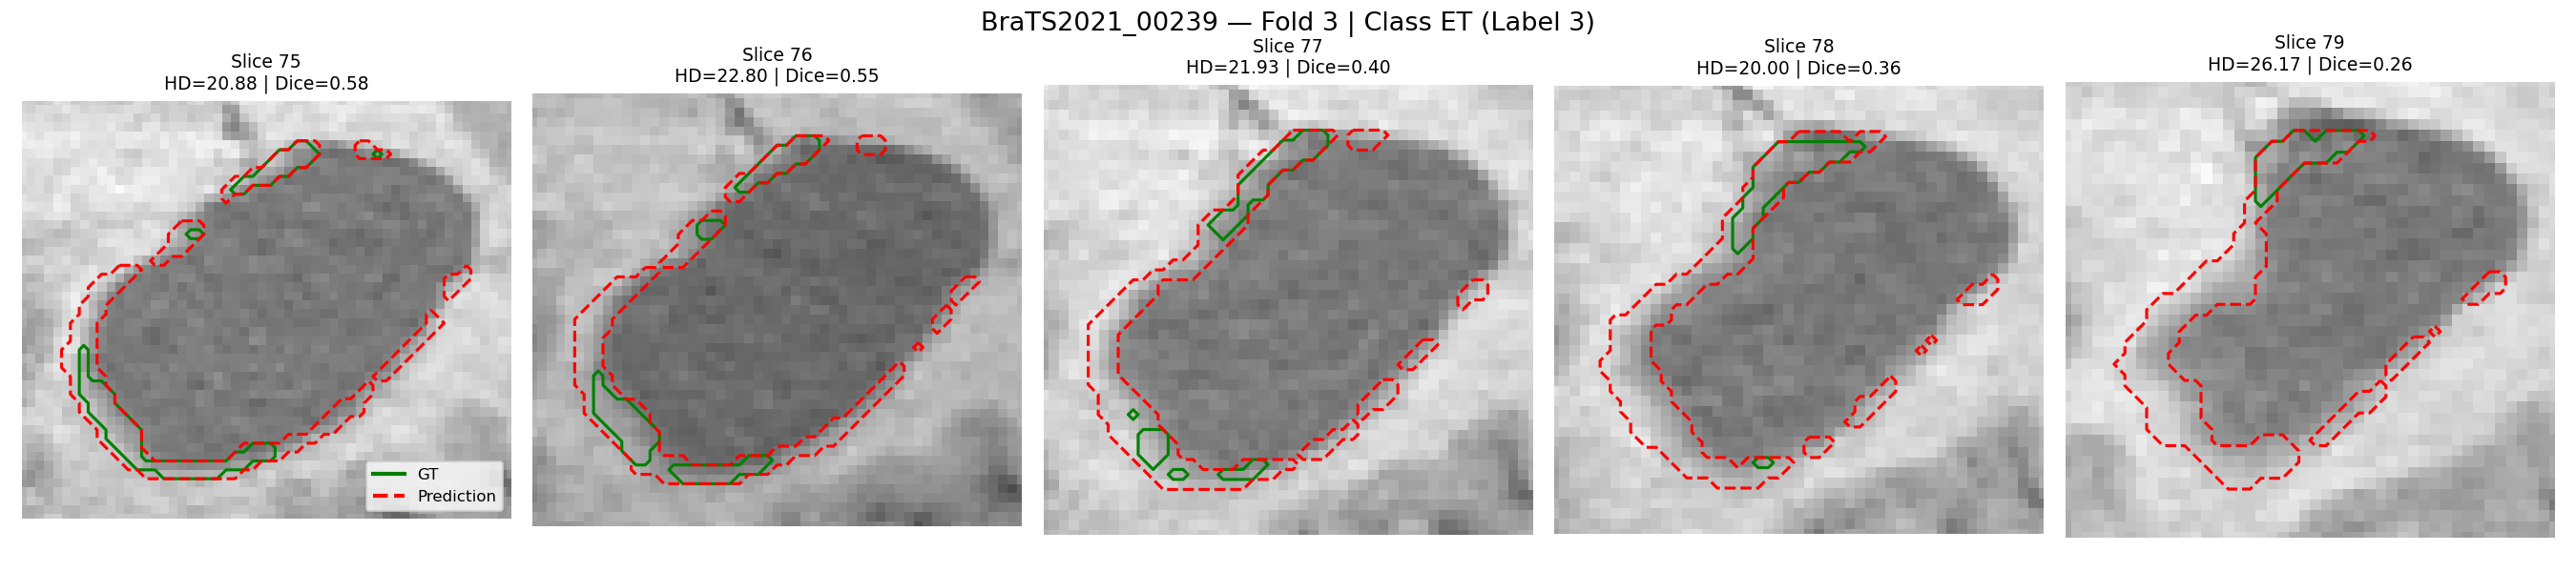 BraTS2021_00239 — Fold 3 | Class ET (Label 3)
Slice 75
HD=20.88 | Dice=0.58
Slice 76
HD=22.80 | Dice=0.55
Slice 77
HD=21.93 | Dice=0.40
Slice 78
HD=20.00 | Dice=0.36
Slice 79
HD=26.17 | Dice=0.26
GT
Prediction